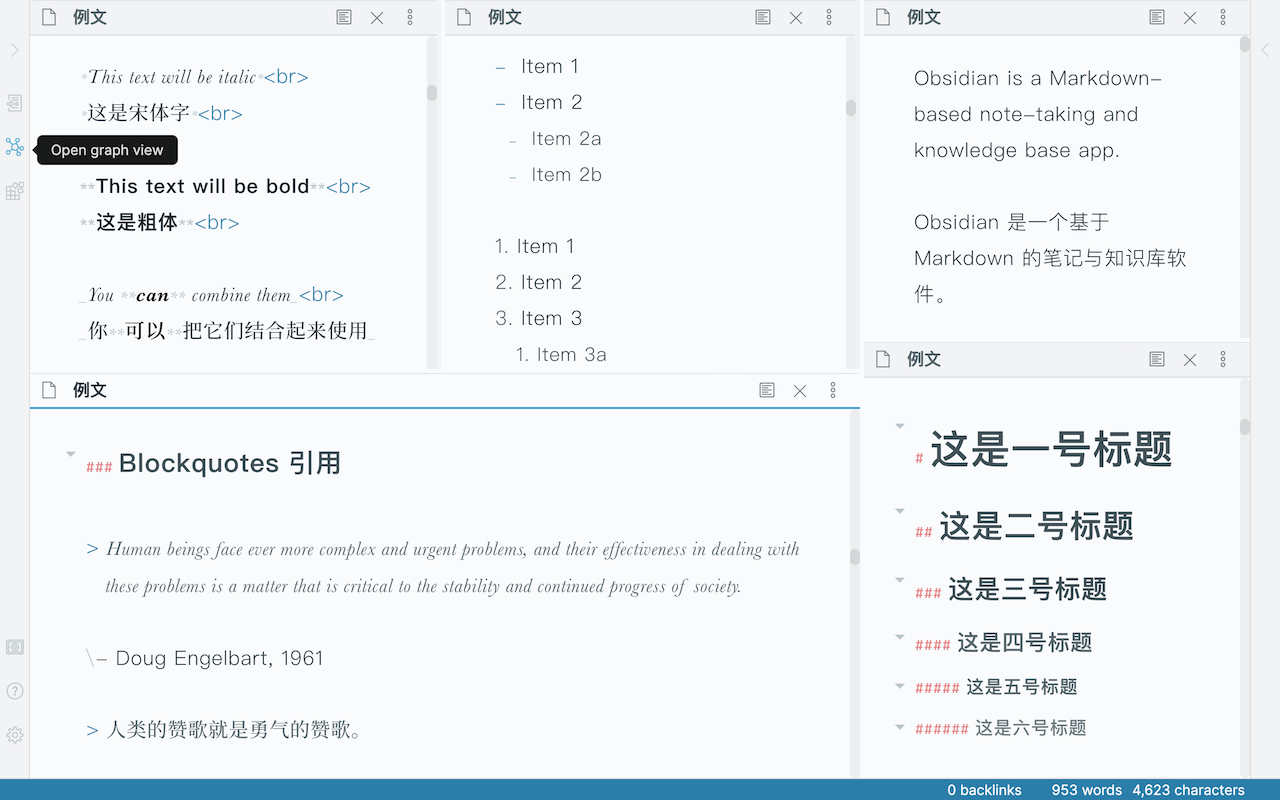 例文
*This text will be italic*<br>
*这是宋体字*<br>
Open graph view
**This text will be bold**<br>
**这是粗体**<br>
_You **can** combine them_<br>
_你**可以**把它们结合起来使用_
例文
– Item 1
– Item 2
– Item 2a
– Item 2b
1. Item 1
2. Item 2
3. Item 3
1. Item 3a
例文
Obsidian is a Markdown-
based note-taking and
knowledge base app.
Obsidian 是一个基于
Markdown 的笔记与知识库软
件。
例文
### Blockquotes 引用
> Human beings face ever more complex and urgent problems, and their effectiveness in dealing with
these problems is a matter that is critical to the stability and continued progress of society.
\– Doug Engelbart, 1961
> 人类的赞歌就是勇气的赞歌。
例文
# 这是一号标题
## 这是二号标题
### 这是三号标题
#### 这是四号标题
##### 这是五号标题
###### 这是六号标题
0 backlinks 953 words 4,623 characters